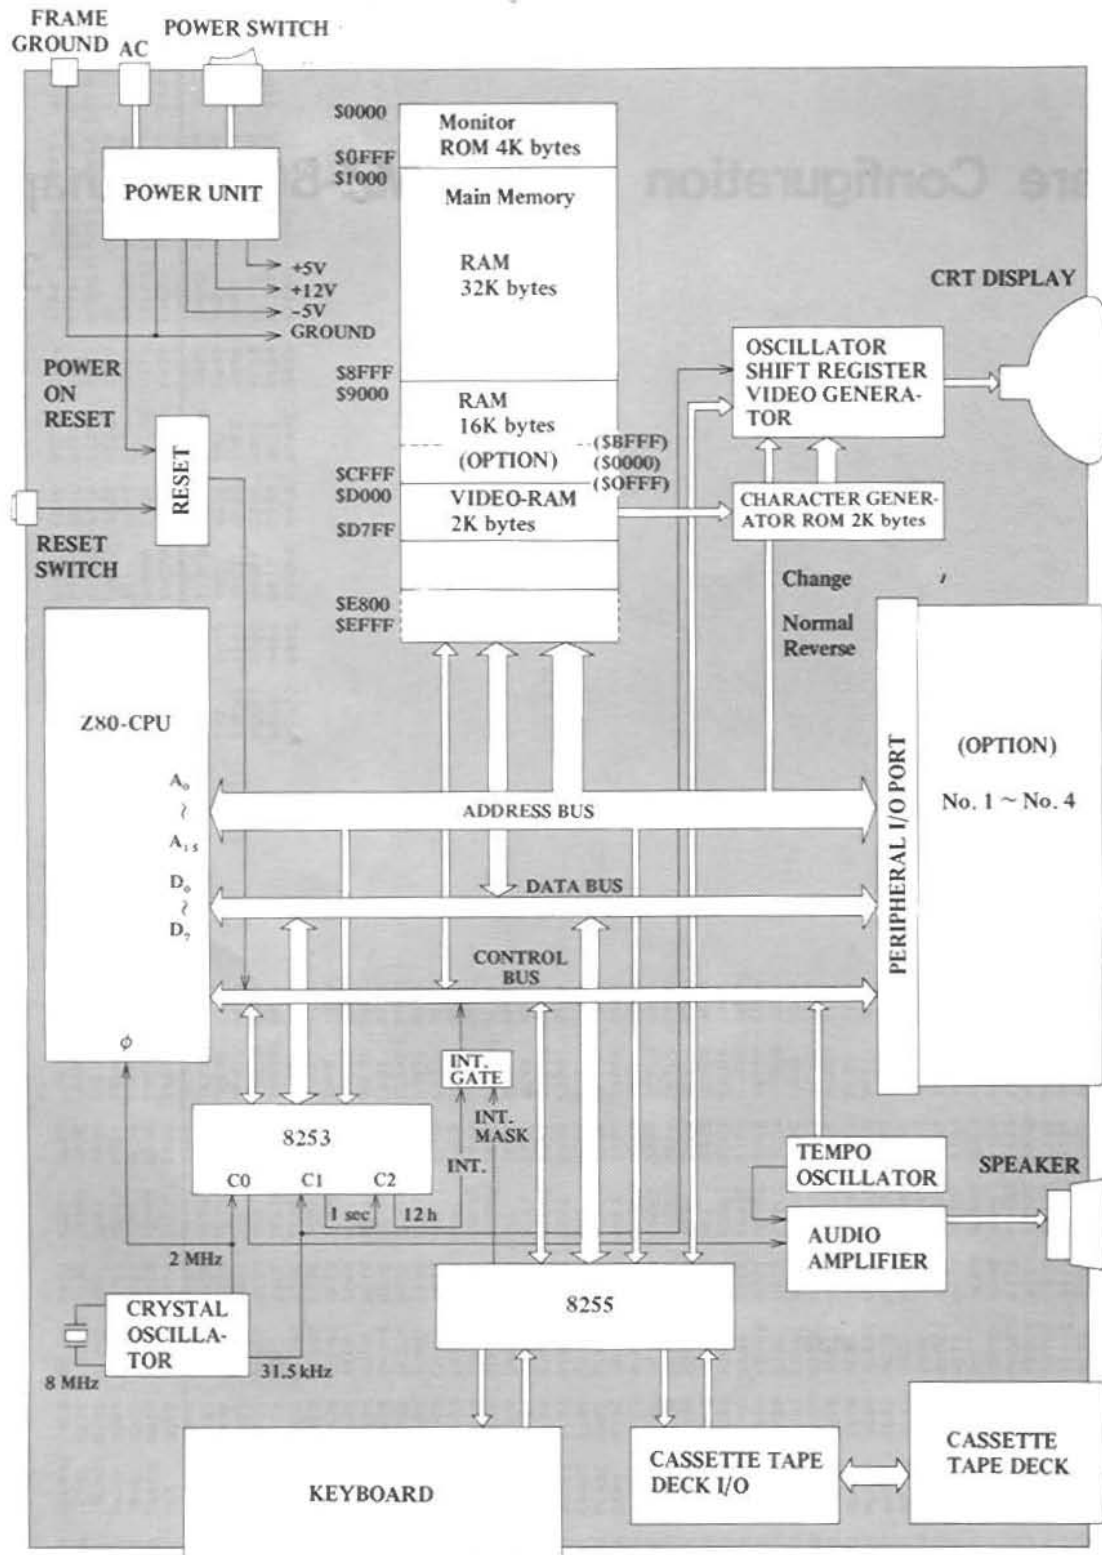 FRAME
GROUND
AC
POWER SWITCH
are Configuration
POWER UNIT
+5V
+12V
-5V
GROUND
POWER
ON
RESET
RESET
RESET
SWITCH
$0000
$0FFF
$1000
$8FFF
$9000
$CFFF
$D000
$D7FF
$E800
$EFFF
Monitor
ROM 4K bytes
Main Memory
RAM
32K bytes
RAM
16K bytes
(OPTION)
($BFFF)
($0000)
($OFFF)
VIDEO-RAM
2K bytes
CRT DISPLAY
OSCILLATOR
SHIFT REGISTER
VIDEO GENERA-
TOR
CHARACTER GENER-
ATOR ROM 2K bytes
Change
Normal
Reverse
Z80-CPU
A₀
~
A₁₅
D₀
~
D₇
ϕ
ADDRESS BUS
DATA BUS
CONTROL
BUS
PERIPHERAL I/O PORT
(OPTION)
No. 1 ~ No. 4
INT.
GATE
INT.
MASK
INT.
8253
C0 C1 C2
1 sec
12 h
2 MHz
TEMPO
OSCILLATOR
SPEAKER
AUDIO
AMPLIFIER
8255
CRYSTAL
OSCILLA-
TOR
8 MHz
31.5 kHz
KEYBOARD
CASSETTE TAPE
DECK I/O
CASSETTE
TAPE DECK